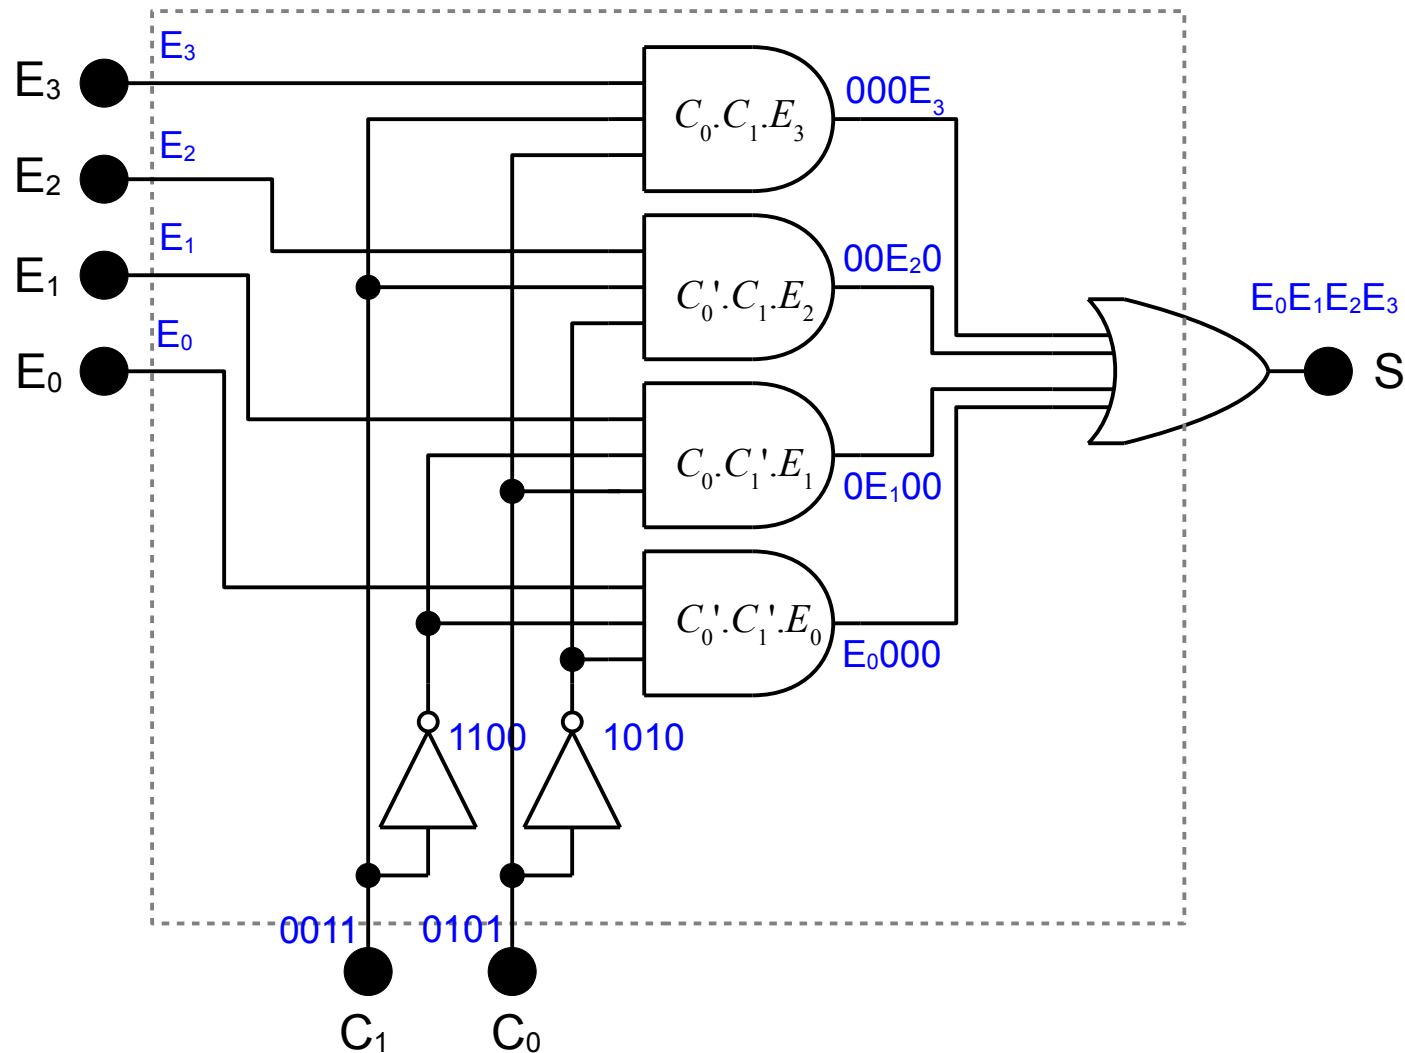 E₃
E₃
000E₃
C₀.C₁.E₃
E₂
E₂
E₁
E₁
00E₂0
C₀'.C₁.E₂
E₀E₁E₂E₃
E₀
E₀
S
C₀.C₁'.E₁
0E₁00
C₀'.C₁'.E₀
E₀000
1100
1010
0011
0101
C₁
C₀